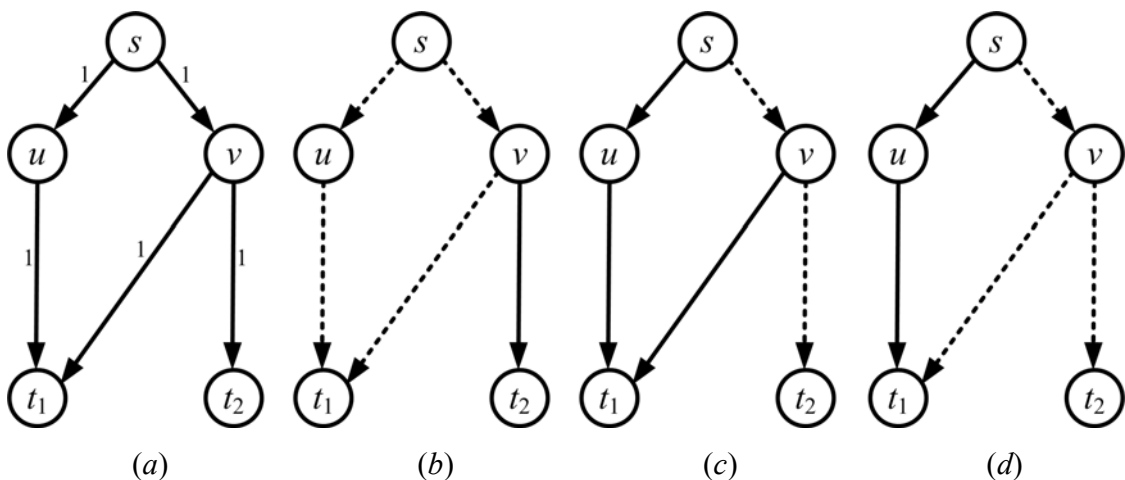 s s s s
1 1
u v u v u v u v
1 1 1
t1 t2 t1 t2 t1 t2 t1 t2
(a) (b) (c) (d)